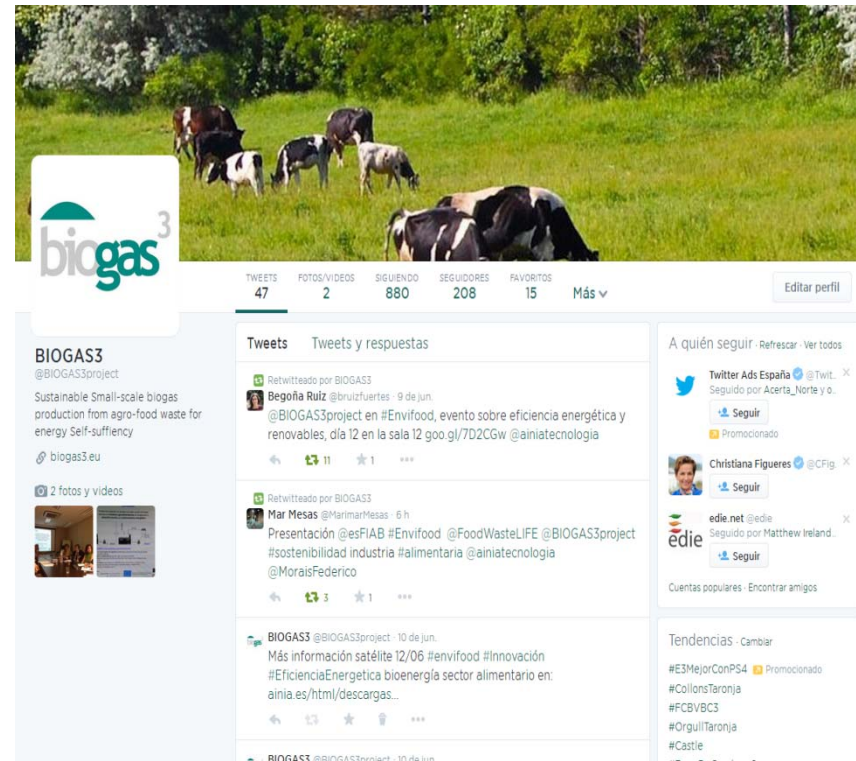 biogas3
TWEETS
47
FOTOS/VIDEOS
2
SIGUIENDO
880
SEGUIDORES
208
FAVORITOS
15
Más
Editar perfil
BIOGAS3
@BIOGAS3project
Sustainable Small-scale biogas
production from agro-food waste for
energy Self-suffiency
biogas3.eu
2 fotos y videos
Tweets Tweets y respuestas
Retwitteado por BIOGAS3
Begoña Ruiz @bruizfuertes · 9 de jun.
@BIOGAS3project en #Envifood, evento sobre eficiencia energética y
renovables, día 12 en la sala 12 goo.gl/7D2CGw @ainiatecnologia
11 1
Retwitteado por BIOGAS3
Mar Mesas @MarimarMesas · 6 h
Presentación @esFIAB #Envifood @FoodWasteLIFE @BIOGAS3project
#sostenibilidad industria #alimentaria @ainiatecnologia
@MoraisFederico
3 1
BIOGAS3 @BIOGAS3project · 10 de jun.
Más información satélite 12/06 #envifood #Innovación
#EficienciaEnergetica bioenergía sector alimentario en:
ainia.es/html/descargas...
BIOGAS3 @BIOGAS3project · 10 de jun.
A quién seguir · Refrescar · Ver todos
Twitter Ads España @Twit..
Seguido por Acerta_Norte y o..
Seguir
Promocionado
Christiana Figueres @CFig.
Seguir
edie.net @edie
Seguido por Matthew Ireland..
edie
Seguir
Cuentas populares · Encontrar amigos
Tendencias · Cambiar
#E3MejorConPS4 Promocionado
#CollonsTaronja
#FCBVBC3
#OrgullTaronja
#Castle